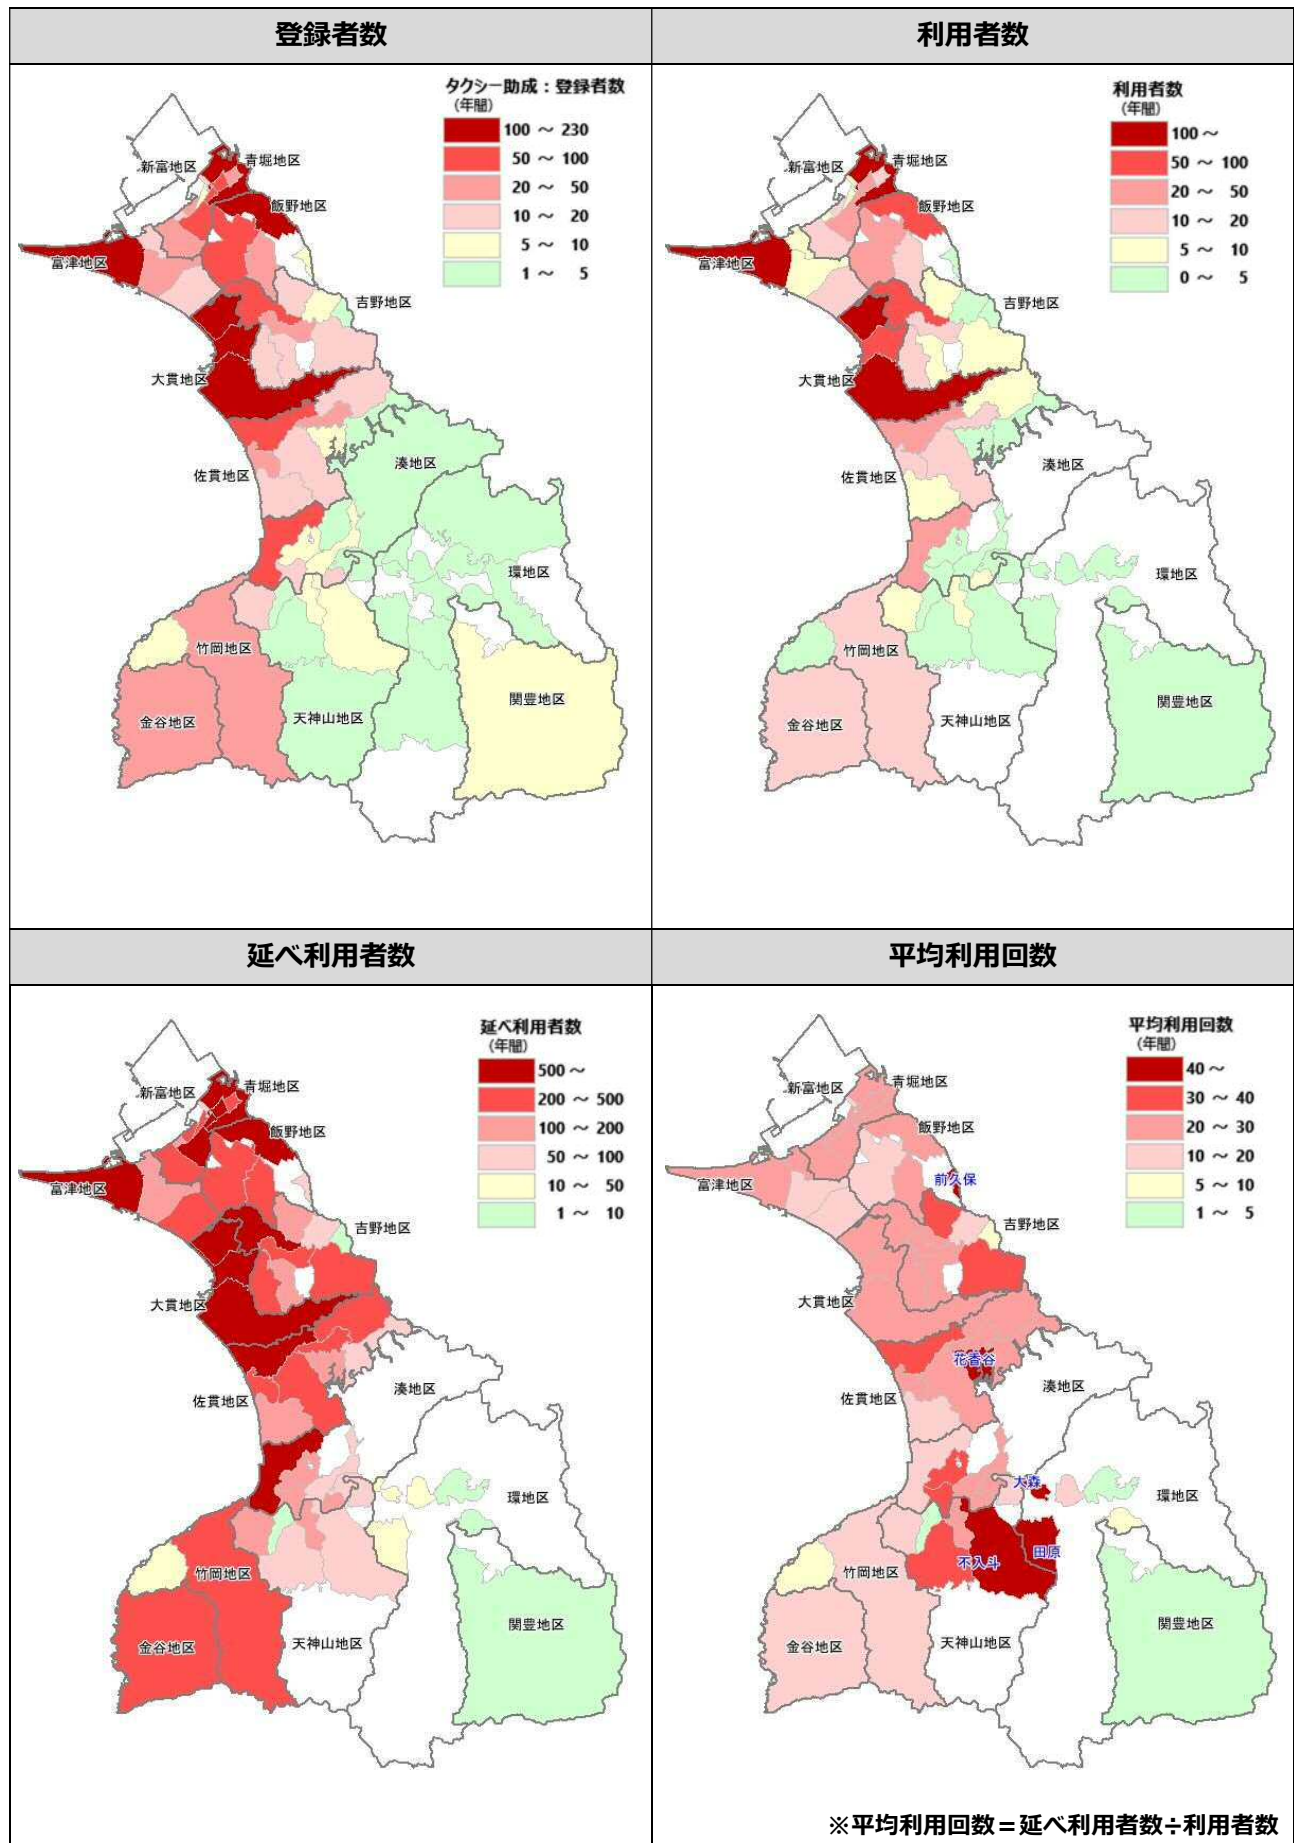 登録者数
利用者数
タクシー助成：登録者数
（年間）
100 ～ 230
50 ～ 100
20 ～ 50
10 ～ 20
5 ～ 10
1 ～ 5
新富地区
青堀地区
飯野地区
富津地区
吉野地区
大貫地区
佐貫地区
湊地区
環地区
竹岡地区
関豊地区
金谷地区
天神山地区
利用者数
（年間）
100 ～
50 ～ 100
20 ～ 50
10 ～ 20
5 ～ 10
0 ～ 5
新富地区
青堀地区
飯野地区
富津地区
吉野地区
大貫地区
佐貫地区
湊地区
環地区
竹岡地区
関豊地区
金谷地区
天神山地区
延べ利用者数
平均利用回数
延べ利用者数
（年間）
500 ～
200 ～ 500
100 ～ 200
50 ～ 100
10 ～ 50
1 ～ 10
新富地区
青堀地区
飯野地区
富津地区
吉野地区
大貫地区
佐貫地区
湊地区
環地区
竹岡地区
関豊地区
金谷地区
天神山地区
平均利用回数
（年間）
40 ～
30 ～ 40
20 ～ 30
10 ～ 20
5 ～ 10
1 ～ 5
新富地区
青堀地区
飯野地区
前久保
富津地区
吉野地区
大貫地区
花香谷
佐貫地区
湊地区
大森
環地区
田原
不入斗
竹岡地区
関豊地区
金谷地区
天神山地区
※平均利用回数＝延べ利用者数÷利用者数